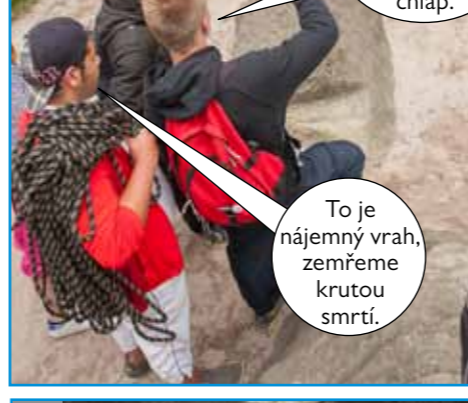 chlap.
To je
nájemný vrah,
zemřeme
krutou
smrtí.